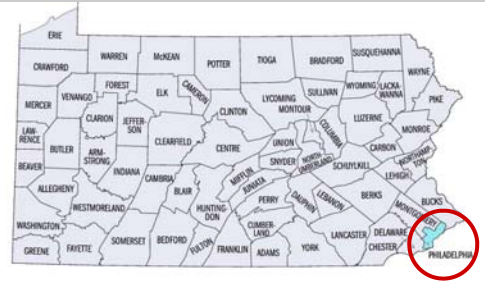 ERIE
CRAWFORD
WARREN
McKEAN
POTTER
TIOGA
BRADFORD
SUSQUEHANNA
WAYNE
MERCER
VENANGO
FOREST
ELK
CAMERON
CLINTON
LYCOMING
SULLIVAN
WYOMING
LACKA-
WANNA
PIKE
LAW-
RENCE
BUTLER
CLARION
JEFFER-
SON
CLEARFIELD
CENTRE
UNION
MONTOUR
COLUMBIA
LUZERNE
MONROE
BEAVER
ARM-
STRONG
INDIANA
CAMBRIA
BLAIR
HUNTING-
DON
MIFFLIN
JUNIATA
SNYDER
NORTH
UMBERLAND
SCHUYLKILL
CARBON
NORTHAMP
TON
LEHIGH
ALLEGHENY
WESTMORELAND
PERRY
DAUPHIN
LEBANON
BERKS
BUCKS
MONTGOMERY
WASHINGTON
GREENE
FAYETTE
SOMERSET
BEDFORD
FULTON
FRANKLIN
CUMBER-
LAND
ADAMS
YORK
LANCASTER
DELAWARE
CHESTER
PHILADELPHIA